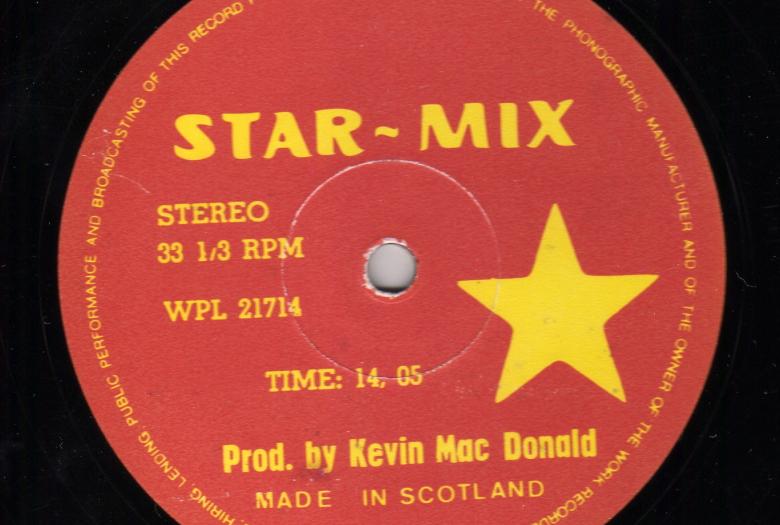 THE PHONOGRAPHIC MANUFACTURER AND OF THE OWNER OF THE WORK RECORDED
HIRING, LENDING, PUBLIC PERFORMANCE AND BROADCASTING OF THIS RECORD
STAR~MIX
STEREO
33 1/3 RPM
WPL 21714
TIME: 14, 05
Prod. by Kevin Mac Donald
MADE IN SCOTLAND